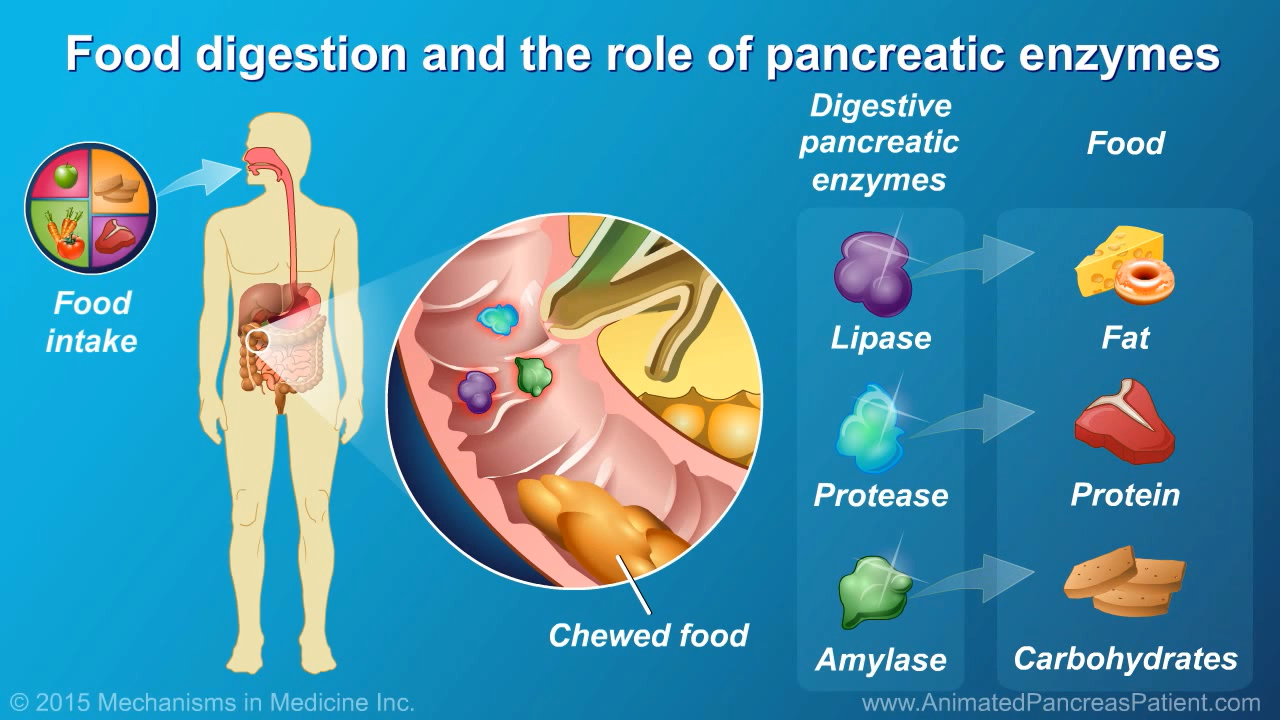 Food digestion and the role of pancreatic enzymes
Food
intake
Chewed food
Digestive
pancreatic
enzymes
Food
Lipase
Fat
Protease
Protein
Amylase
Carbohydrates
© 2015 Mechanisms in Medicine Inc.
www.AnimatedPancreasPatient.com